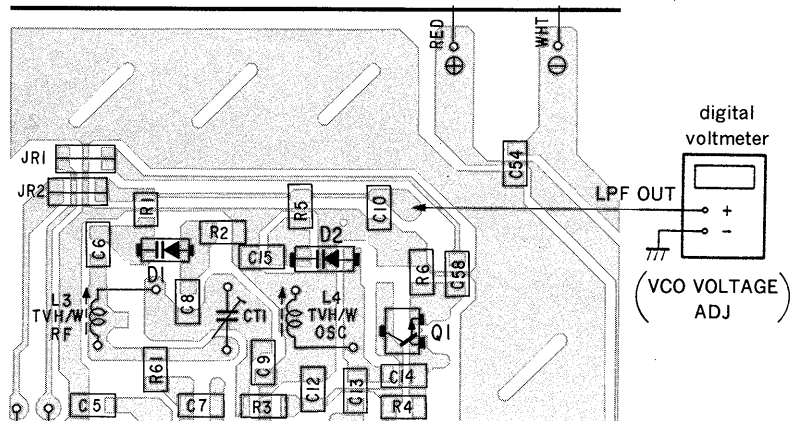 RED
WHT
⊕
⊖
digital
voltmeter
C54
JR1
JR2
LPF OUT
+
-
R1
R5
C10
R2
D2
C6
C15
R6
C58
D1
(VCO VOLTAGE
ADJ)
L3
TVH/W
RF
C8
CT1
L4
TVH/W
OSC
Q1
R61
C9
C12
C13
C14
C5
C7
R3
R4